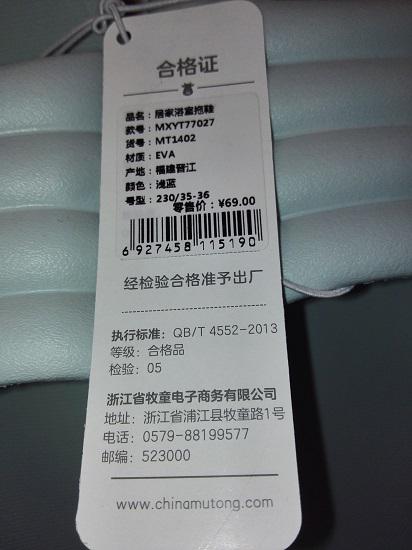 合格证
品名：居家浴室拖鞋
款号：MXYT77027
货号：MT1402
材质：EVA
产地：福建晋江
颜色：浅蓝
号型：230/35-36
零售价：¥69.00
6 927458 115190
经检验合格准予出厂
执行标准：QB/T 4552-2013
等级：合格品
检验：05
浙江省牧童电子商务有限公司
地址：浙江省浦江县牧童路1号
电话：0579-88199577
邮编：523000
www.chinamutong.com